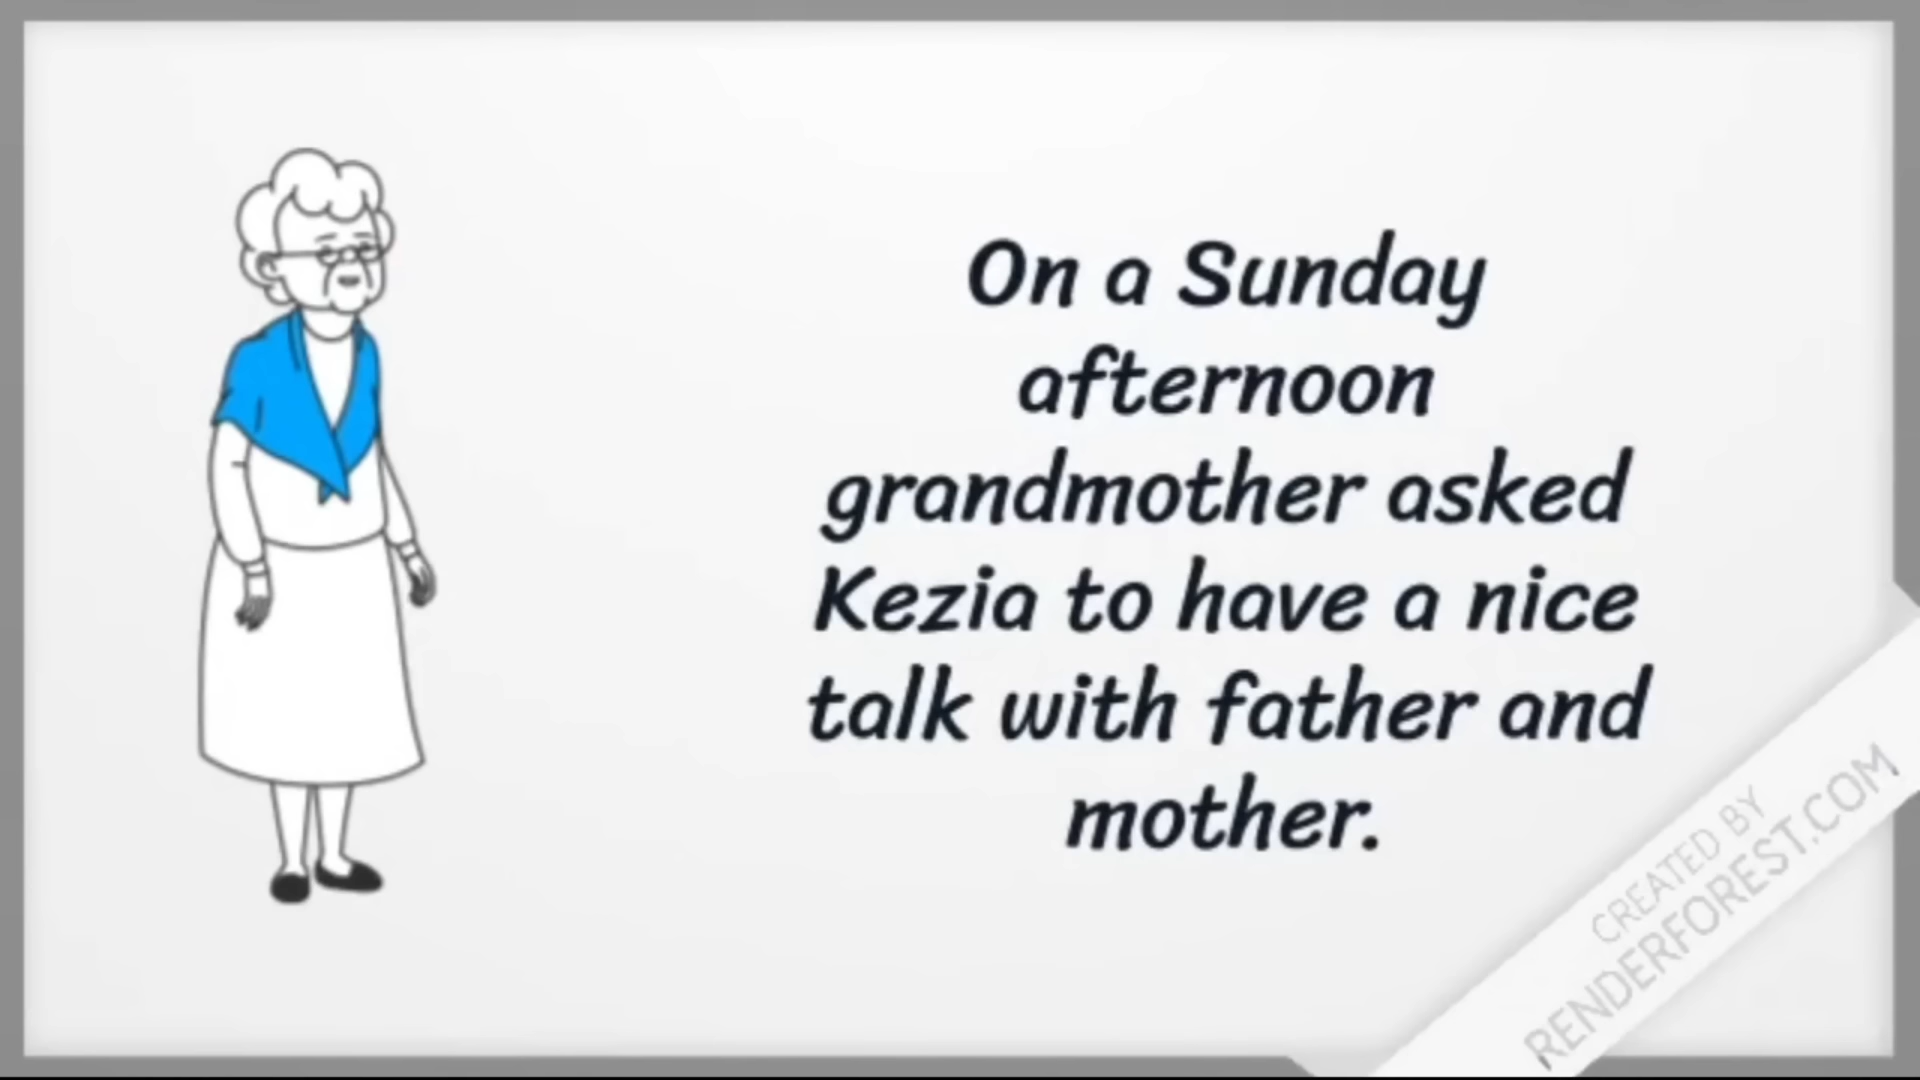 On a Sunday
afternoon
grandmother asked
Kezia to have a nice
talk with father and
mother.
CREATED BY
RENDERFOREST.COM